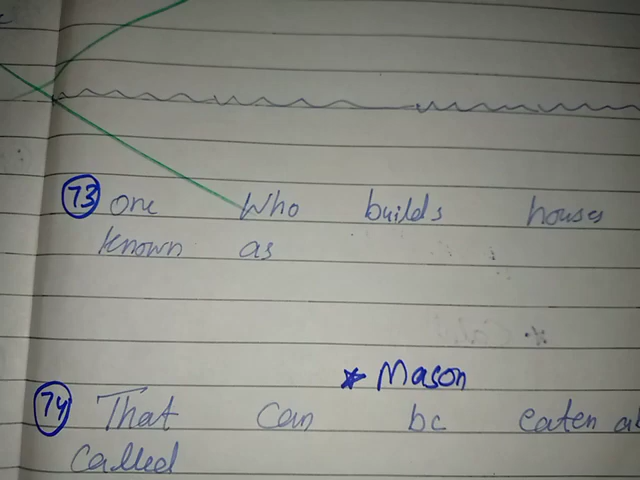 73 One who builds houses
known as
* Mason
74 That can be eaten
called